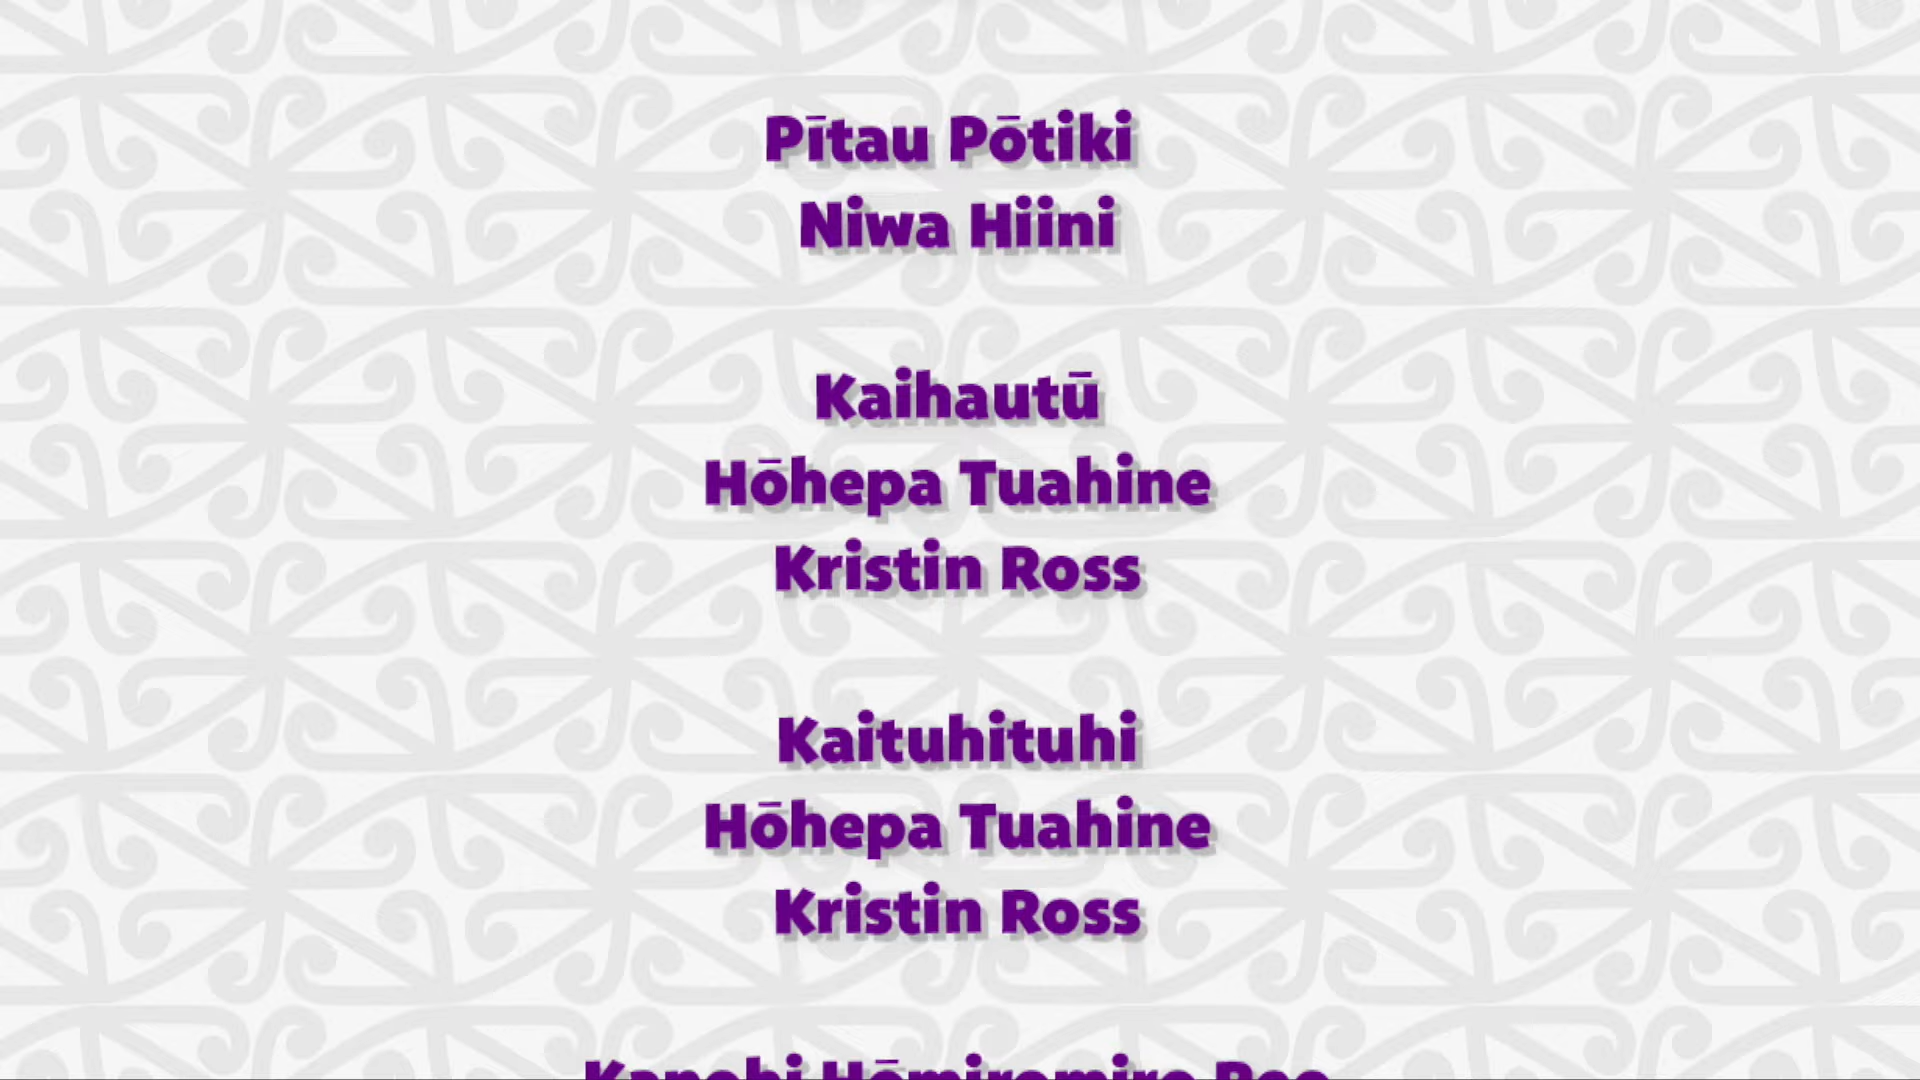 Pītau Pōtiki
Niwa Hiini
Kaihautū
Hōhepa Tuahine
Kristin Ross
Kaituhituhi
Hōhepa Tuahine
Kristin Ross